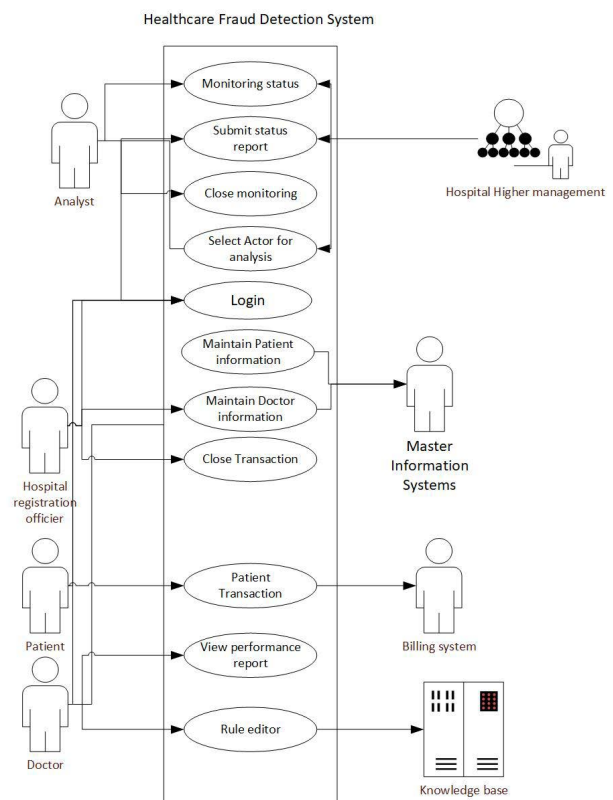 Healthcare Fraud Detection System
Monitoring status
Submit status
report
Analyst
Hospital Higher management
Close monitoring
Select Actor for
analysis
Login
Maintain Patient
information
Maintain Doctor
information
Master
Information
Systems
Close Transaction
Hospital
registration
officier
Patient
Transaction
Patient
Billing system
View performance
report
Rule editor
Doctor
Knowledge base